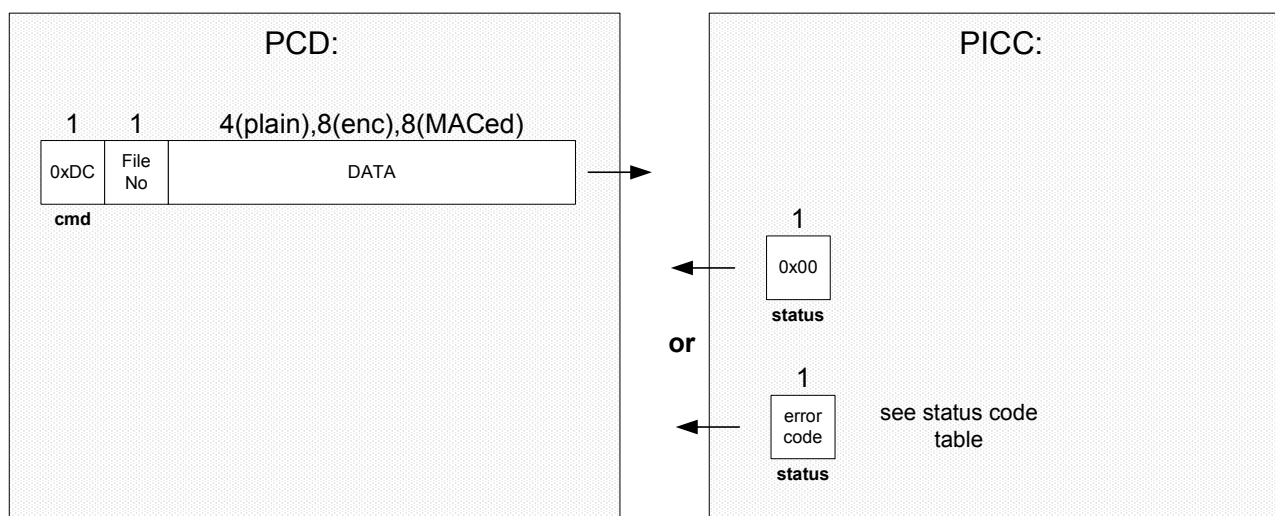 PCD:
PICC:
1 1 4(plain),8(enc),8(MACed)
0xDC
File
No
DATA
cmd
1
0x00
status
or
1
error
code
see status code
table
status